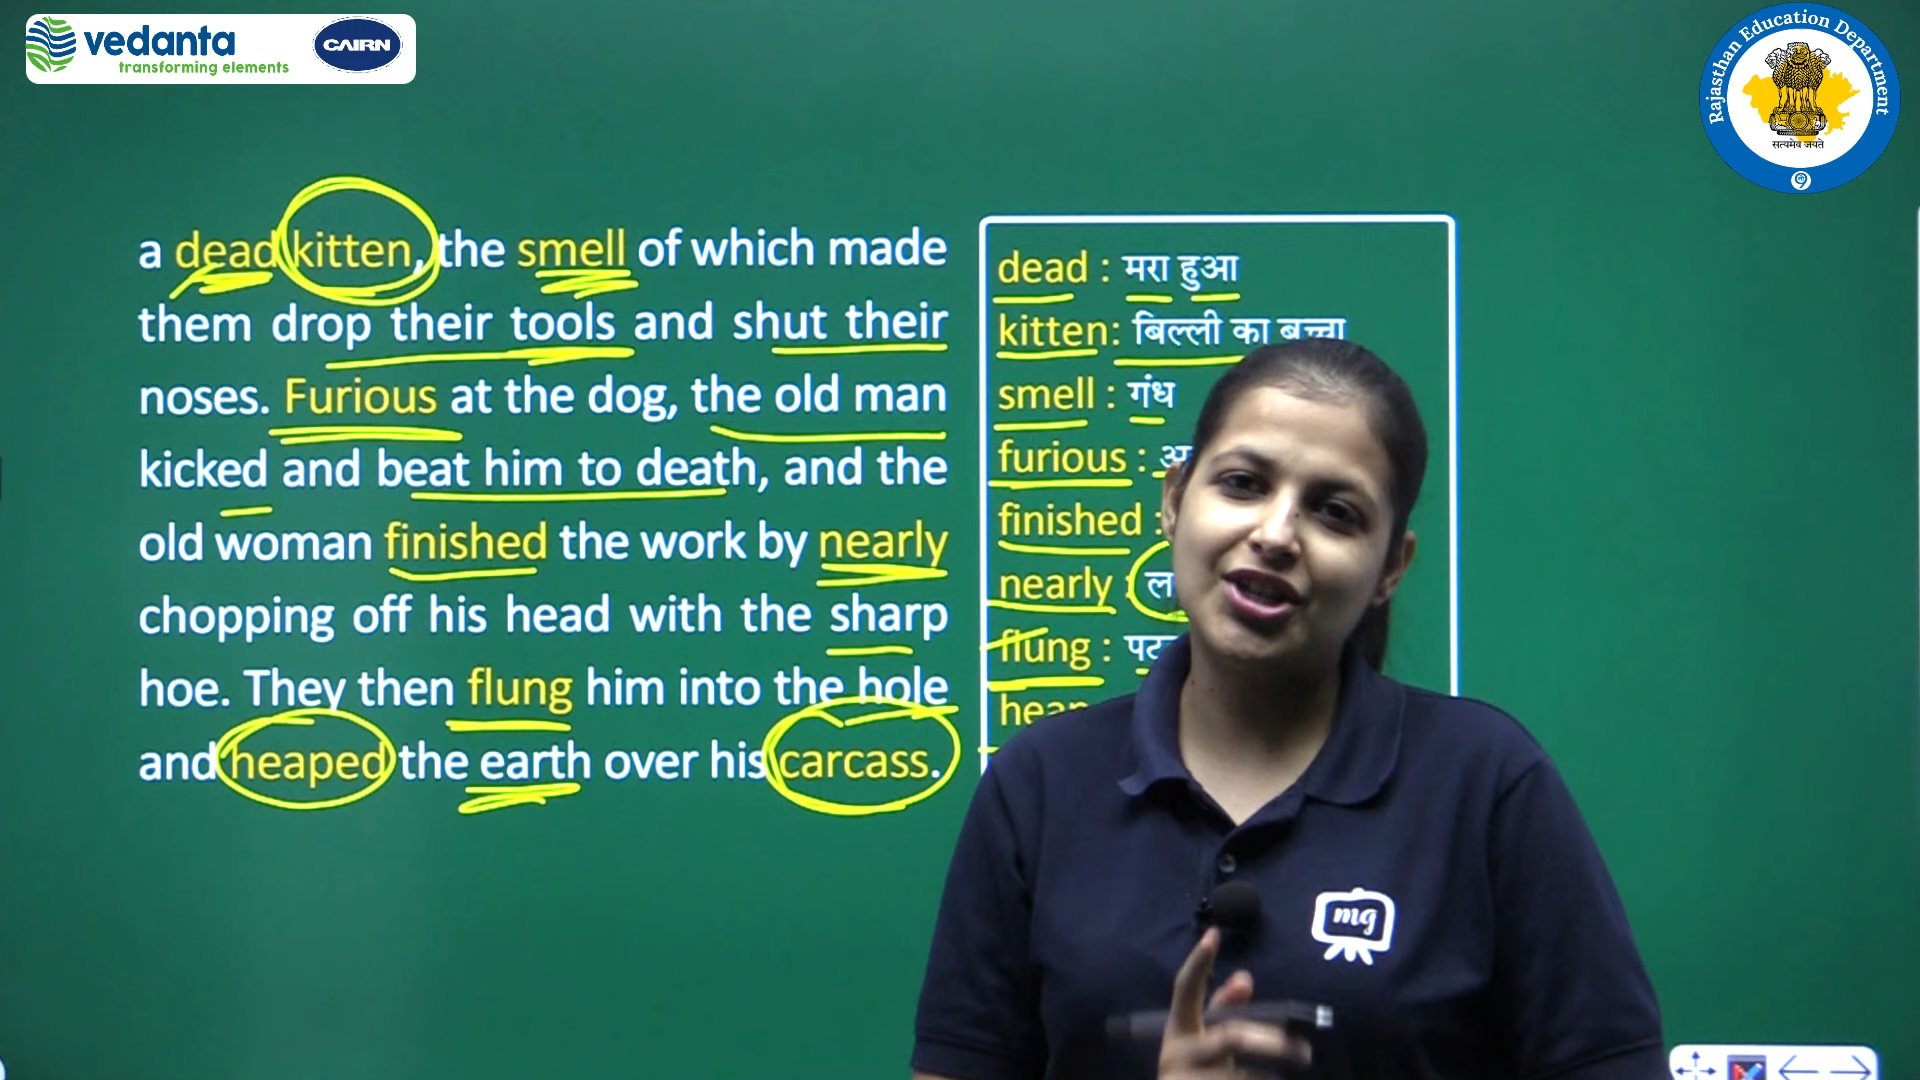 vedanta
transforming elements
CAIRN
Rajasthan Education Department
सत्यमेव जयते
a dead kitten, the smell of which made
them drop their tools and shut their
noses. Furious at the dog, the old man
kicked and beat him to death, and the
old woman finished the work by nearly
chopping off his head with the sharp
hoe. They then flung him into the hole
and heaped the earth over his carcass.
dead : मरा हुआ
kitten: बिल्ली का बच्चा
smell : गंध
furious :
finished :
nearly :
flung :
mg